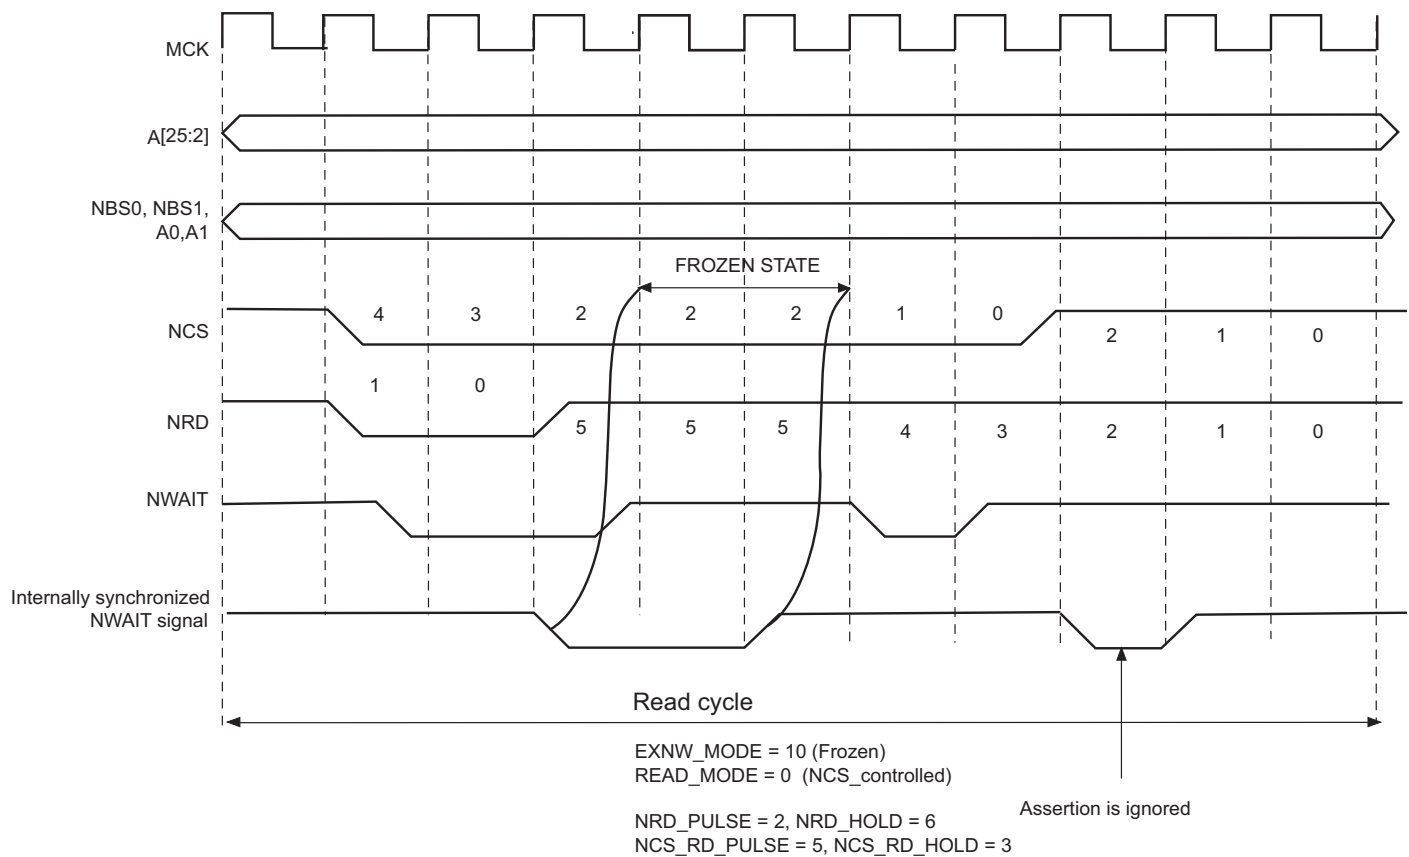 MCK
A[25:2]
NBS0, NBS1,
A0,A1
FROZEN STATE
4 3 2 2 2 1 0
NCS
2 1 0
1 0
NRD
5 5 5 4 3 2 1 0
NWAIT
Internally synchronized
NWAIT signal
Read cycle
EXNW_MODE = 10 (Frozen)
READ_MODE = 0 (NCS_controlled)
Assertion is ignored
NRD_PULSE = 2, NRD_HOLD = 6
NCS_RD_PULSE = 5, NCS_RD_HOLD = 3